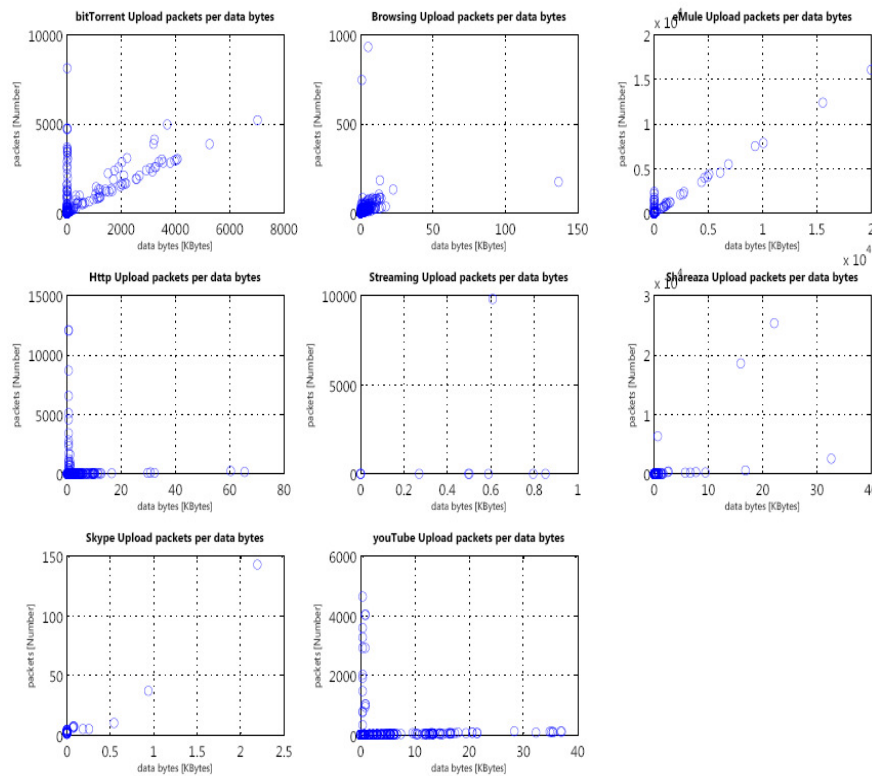 bitTorrent Upload packets per data bytes
10000
5000
0
packets [Number]
0 2000 4000 6000 8000
data bytes [KBytes]
Browsing Upload packets per data bytes
1000
500
0
packets [Number]
0 50 100 150
data bytes [KBytes]
x 10⁴
eMule Upload packets per data bytes
2
1.5
1
0.5
0
packets [Number]
0 0.5 1 1.5 2
x 10⁴
data bytes [KBytes]
Http Upload packets per data bytes
15000
10000
5000
0
packets [Number]
0 20 40 60 80
data bytes [KBytes]
Streaming Upload packets per data bytes
10000
5000
0
packets [Number]
0 0.2 0.4 0.6 0.8 1
data bytes [KBytes]
x 10⁴
Shareaza Upload packets per data bytes
3
2
1
0
packets [Number]
0 10 20 30 40
data bytes [KBytes]
Skype Upload packets per data bytes
150
100
50
0
packets [Number]
0 0.5 1 1.5 2 2.5
data bytes [KBytes]
youTube Upload packets per data bytes
6000
4000
2000
0
packets [Number]
0 10 20 30 40
data bytes [KBytes]